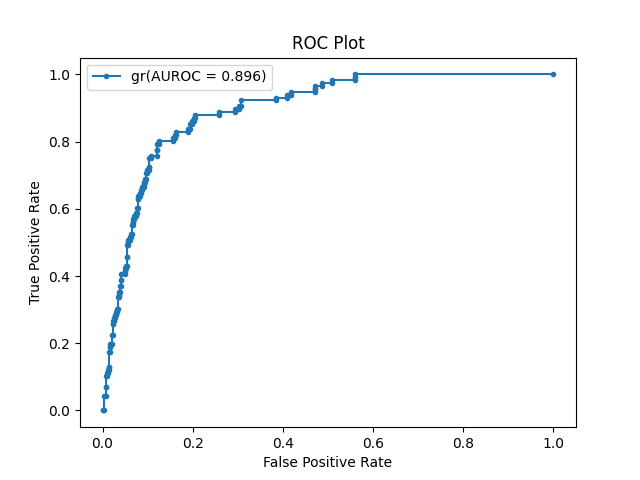 ROC Plot
gr(AUROC = 0.896)
1.0
0.8
0.6
0.4
0.2
0.0
True Positive Rate
0.0 0.2 0.4 0.6 0.8 1.0
False Positive Rate